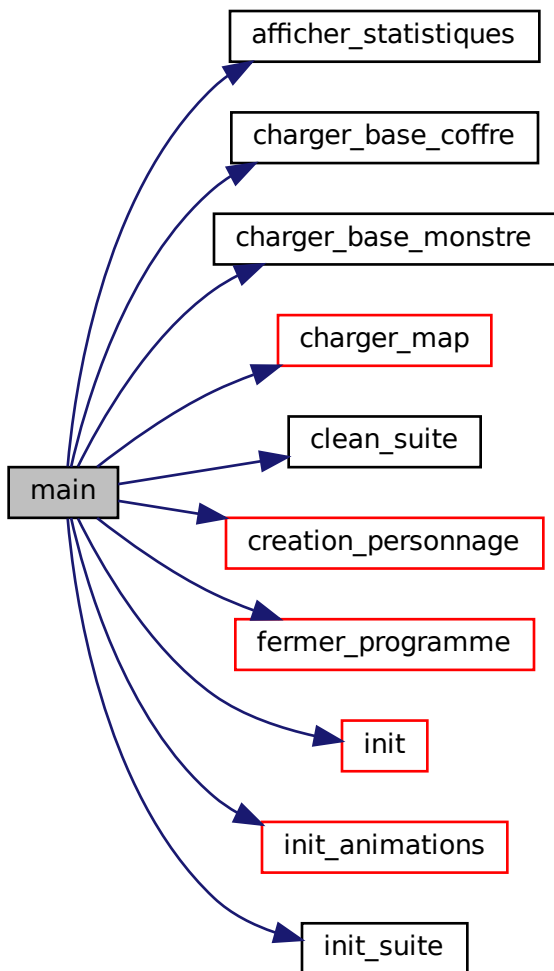 afficher_statistiques
charger_base_coffre
charger_base_monstre
charger_map
clean_suite
main
creation_personnage
fermer_programme
init
init_animations
init_suite